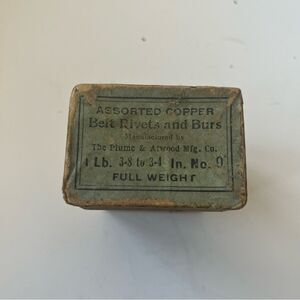 ASSORTED COPPER
Belt Rivets and Burs
Manufactured by
The Plume & Atwood Mfg. Co.
1 Lb. 3-8 to 3-4 In. No. 9
FULL WEIGHT